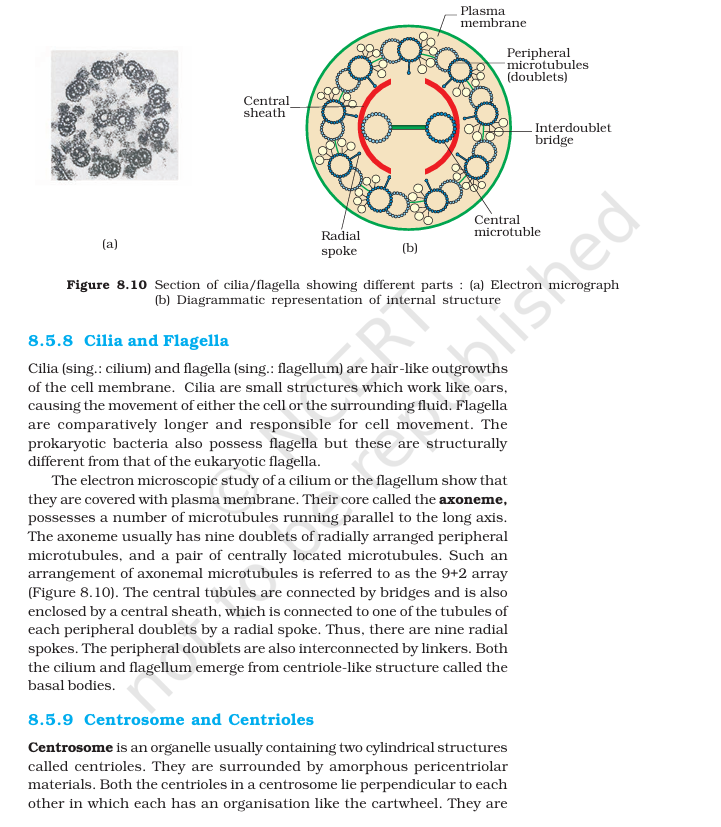 Plasma
membrane
Peripheral
microtubules
(doublets)
Central
sheath
Interdoublet
bridge
Central
microtuble
Radial
spoke
(a)
(b)
Figure 8.10 Section of cilia/flagella showing different parts : (a) Electron micrograph
(b) Diagrammatic representation of internal structure
8.5.8 Cilia and Flagella
Cilia (sing.: cilium) and flagella (sing.: flagellum) are hair-like outgrowths
of the cell membrane. Cilia are small structures which work like oars,
causing the movement of either the cell or the surrounding fluid. Flagella
are comparatively longer and responsible for cell movement. The
prokaryotic bacteria also possess flagella but these are structurally
different from that of the eukaryotic flagella.
The electron microscopic study of a cilium or the flagellum show that
they are covered with plasma membrane. Their core called the axoneme,
possesses a number of microtubules running parallel to the long axis.
The axoneme usually has nine doublets of radially arranged peripheral
microtubules, and a pair of centrally located microtubules. Such an
arrangement of axonemal microtubules is referred to as the 9+2 array
(Figure 8.10). The central tubules are connected by bridges and is also
enclosed by a central sheath, which is connected to one of the tubules of
each peripheral doublets by a radial spoke. Thus, there are nine radial
spokes. The peripheral doublets are also interconnected by linkers. Both
the cilium and flagellum emerge from centriole-like structure called the
basal bodies.
8.5.9 Centrosome and Centrioles
Centrosome is an organelle usually containing two cylindrical structures
called centrioles. They are surrounded by amorphous pericentriolar
materials. Both the centrioles in a centrosome lie perpendicular to each
other in which each has an organisation like the cartwheel. They are
© NCERT
not to be republished